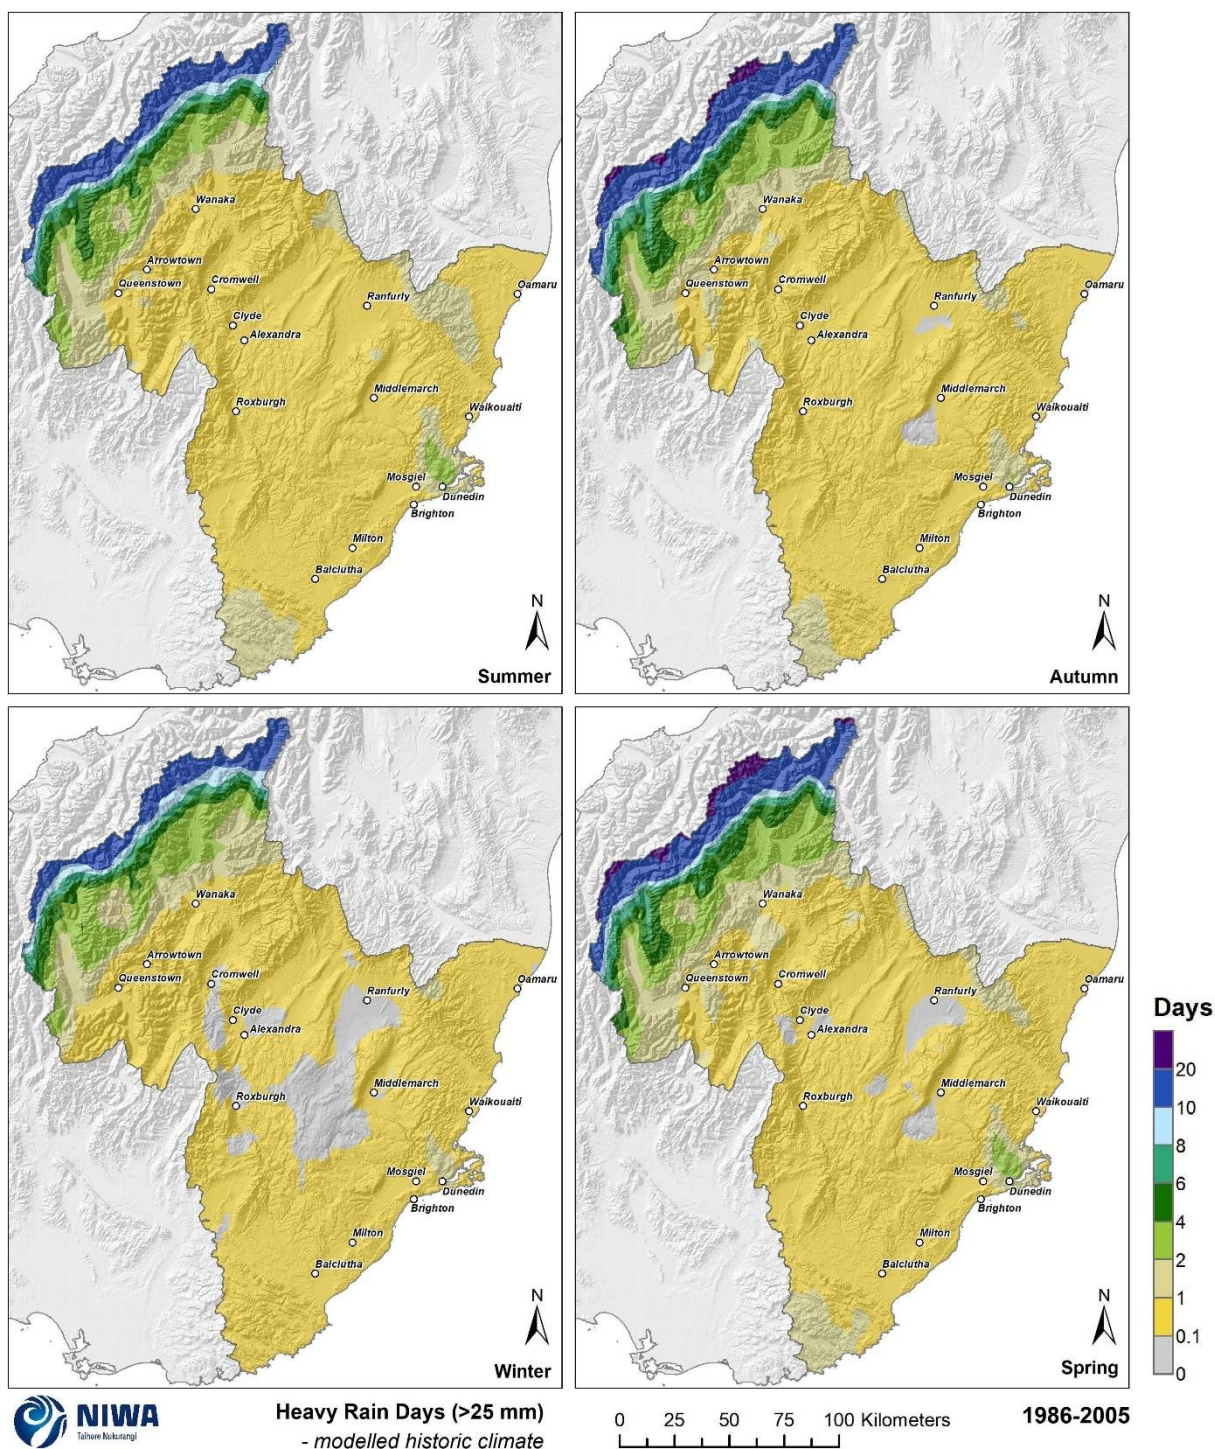 Wanaka
Arrowtown
Queenstown
Cromwell
Oamaru
Ranfurly
Clyde
Alexandra
Middlemarch
Roxburgh
Waikouaiti
Mosgiel
Dunedin
Brighton
Milton
Balclutha
N
Summer
Wanaka
Arrowtown
Queenstown
Cromwell
Oamaru
Ranfurly
Clyde
Alexandra
Middlemarch
Roxburgh
Waikouaiti
Mosgiel
Dunedin
Brighton
Milton
Balclutha
N
Autumn
Wanaka
Arrowtown
Queenstown
Cromwell
Oamaru
Ranfurly
Clyde
Alexandra
Middlemarch
Roxburgh
Waikouaiti
Mosgiel
Dunedin
Brighton
Milton
Balclutha
N
Winter
Wanaka
Arrowtown
Queenstown
Cromwell
Oamaru
Ranfurly
Clyde
Alexandra
Middlemarch
Roxburgh
Waikouaiti
Mosgiel
Dunedin
Brighton
Milton
Balclutha
N
Spring
Days
20
10
8
6
4
2
1
0.1
0
NIWA
Taihoro Nukurangi
Heavy Rain Days (>25 mm)
- modelled historic climate
0 25 50 75 100 Kilometers
1986-2005